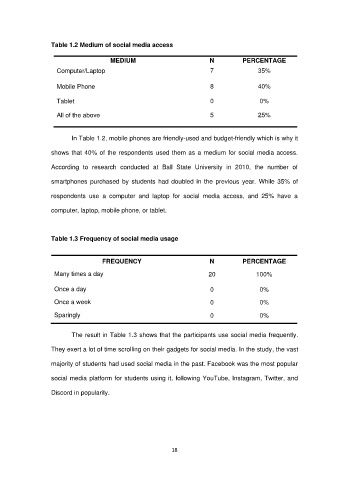 Table 1.2 Medium of social media access
MEDIUM N PERCENTAGE
Computer/Laptop 7 35%
Mobile Phone 8 40%
Tablet 0 0%
All of the above 5 25%
In Table 1.2, mobile phones are friendly-used and budget-friendly which is why it
shows that 40% of the respondents used them as a medium for social media access.
According to research conducted at Ball State University in 2010, the number of
smartphones purchased by students had doubled in the previous year. While 35% of
respondents use a computer and laptop for social media access, and 25% have a
computer, laptop, mobile phone, or tablet.
Table 1.3 Frequency of social media usage
FREQUENCY N PERCENTAGE
Many times a day 20 100%
Once a day 0 0%
Once a week 0 0%
Sparingly 0 0%
The result in Table 1.3 shows that the participants use social media frequently.
They exert a lot of time scrolling on their gadgets for social media. In the study, the vast
majority of students had used social media in the past. Facebook was the most popular
social media platform for students using it, following YouTube, Instagram, Twitter, and
Discord in popularity.
18